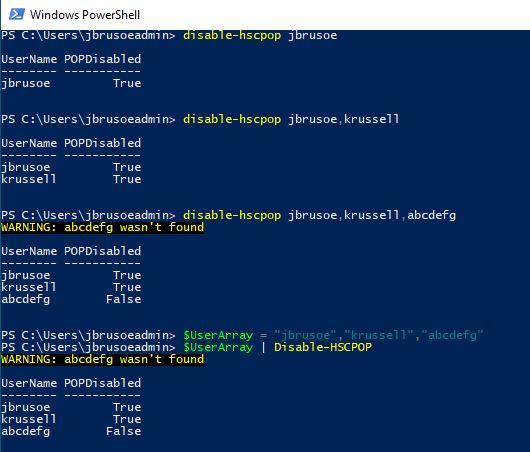 Windows PowerShell
PS C:\Users\jbrusoeadmin> disable-hscpop jbrusoe
UserName POPDisabled
-------- -----------
jbrusoe         True
PS C:\Users\jbrusoeadmin> disable-hscpop jbrusoe,krussell
UserName POPDisabled
-------- -----------
jbrusoe         True
krussell        True
PS C:\Users\jbrusoeadmin> disable-hscpop jbrusoe,krussell,abcdefg
WARNING: abcdefg wasn't found
UserName POPDisabled
-------- -----------
jbrusoe         True
krussell        True
abcdefg        False
PS C:\Users\jbrusoeadmin> $UserArray = "jbrusoe","krussell","abcdefg"
PS C:\Users\jbrusoeadmin> $UserArray | Disable-HSCPOP
WARNING: abcdefg wasn't found
UserName POPDisabled
-------- -----------
jbrusoe         True
krussell        True
abcdefg        False